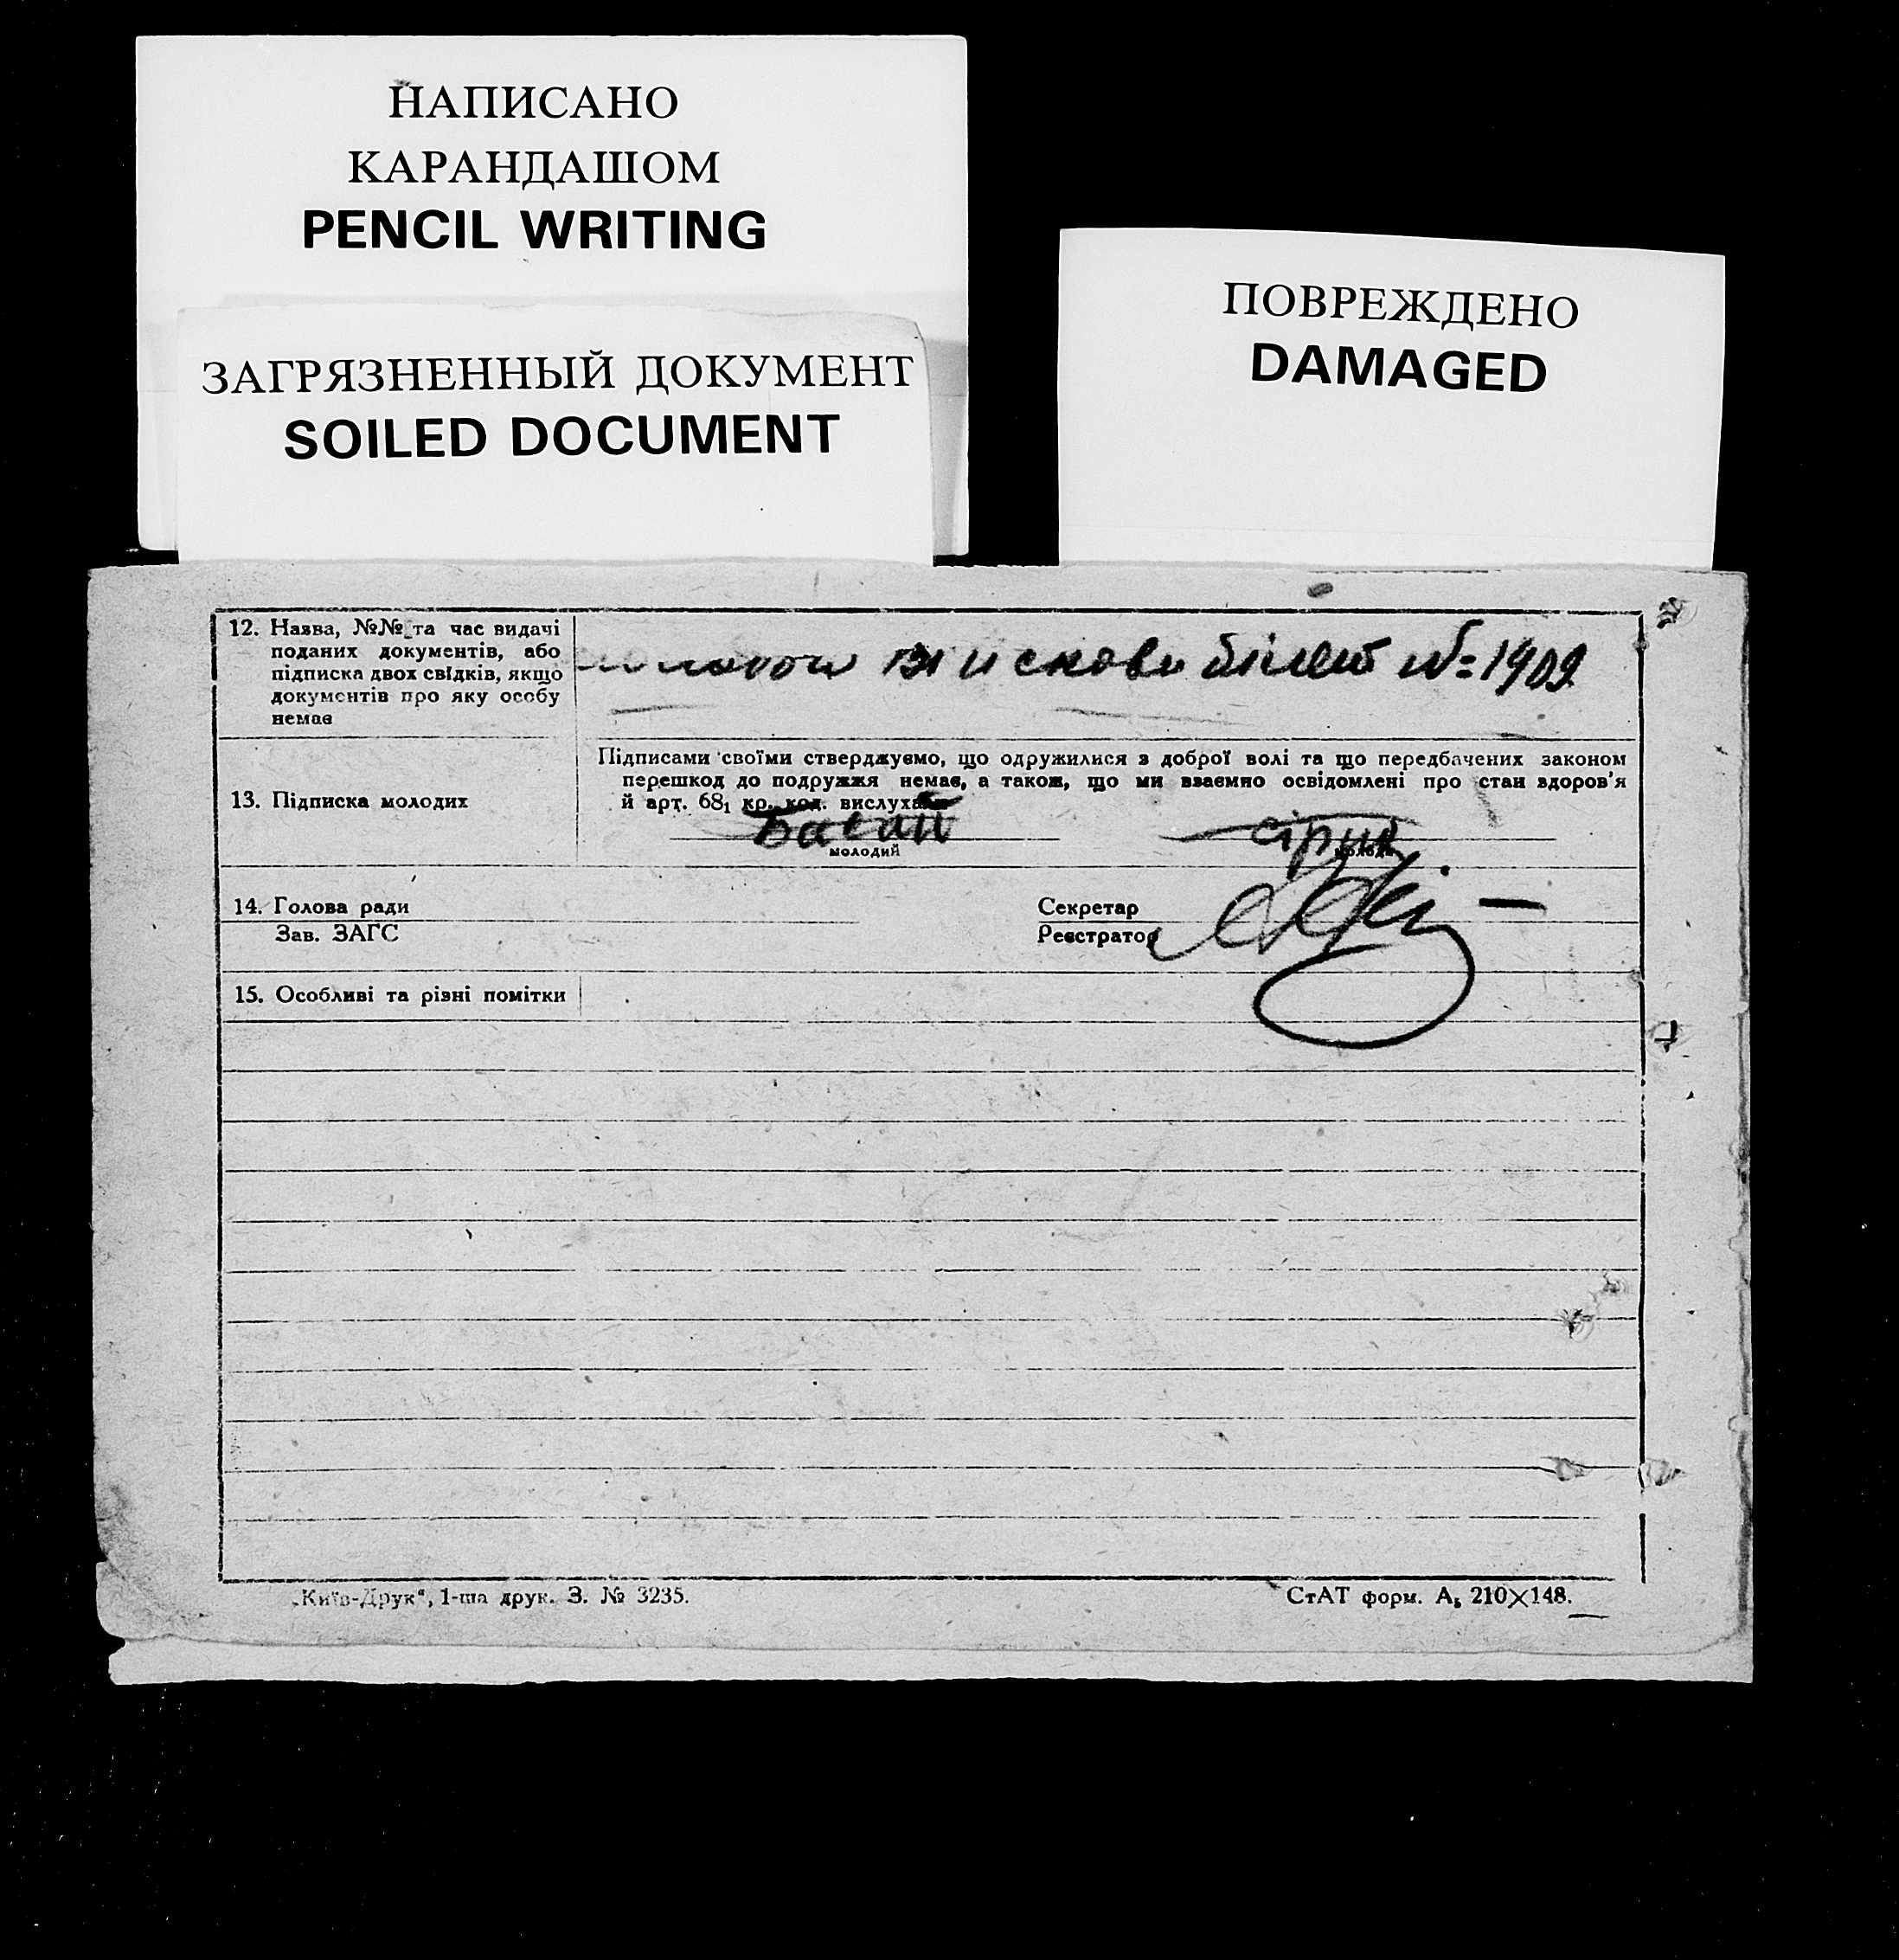 НАПИСАНО
КАРАНДАШОМ
PENCIL WRITING
ЗАГРЯЗНЕННЫЙ ДОКУМЕНТ
SOILED DOCUMENT
ПОВРЕЖДЕНО
DAMAGED
12. Назва, №№ та час видачі
поданих документів, або
підписка двох свідків, якщо
документів про яку особу
немає
білет №=1909
13. Підписка молодих
Підписами своїми стверджуємо, що одружилися з доброї волі та що передбачених законом
перешкод до подружжя немає, а також, що ми взаємно освідомлені про стан здоров'я
й арт. 68₁ кр. код. вислухали
сірий
молодий
молода
14. Голова ради
Зав. ЗАГС
Секретар
Реєстратор
15. Особливі та різні помітки
„Київ-Друк“, 1-ша друк. З. № 3235.
СтАТ форм. А₅ 210×148.